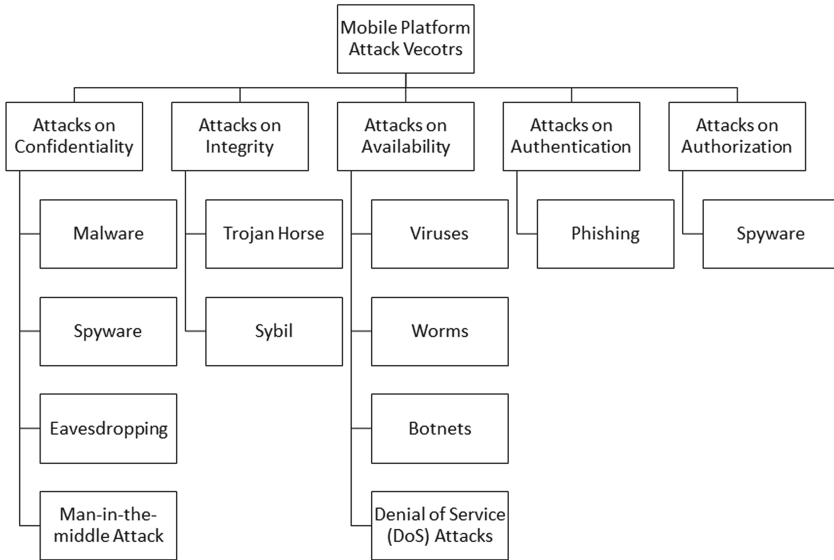 Mobile Platform
Attack Vecotrs
Attacks on
Confidentiality
Attacks on
Integrity
Attacks on
Availability
Attacks on
Authentication
Attacks on
Authorization
Malware
Trojan Horse
Viruses
Phishing
Spyware
Spyware
Sybil
Worms
Eavesdropping
Botnets
Man-in-the-
middle Attack
Denial of Service
(DoS) Attacks